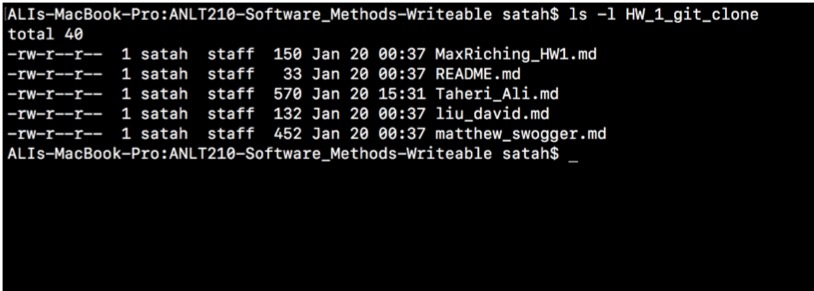 ALIs-MacBook-Pro:ANLT210-Software_Methods-Writeable satah$ ls -l HW_1_git_clone
total 40
-rw-r--r--  1 satah  staff  150 Jan 20 00:37 MaxRiching_HW1.md
-rw-r--r--  1 satah  staff   33 Jan 20 00:37 README.md
-rw-r--r--  1 satah  staff  570 Jan 20 15:31 Taheri_Ali.md
-rw-r--r--  1 satah  staff  132 Jan 20 00:37 liu_david.md
-rw-r--r--  1 satah  staff  452 Jan 20 00:37 matthew_swogger.md
ALIs-MacBook-Pro:ANLT210-Software_Methods-Writeable satah$ _